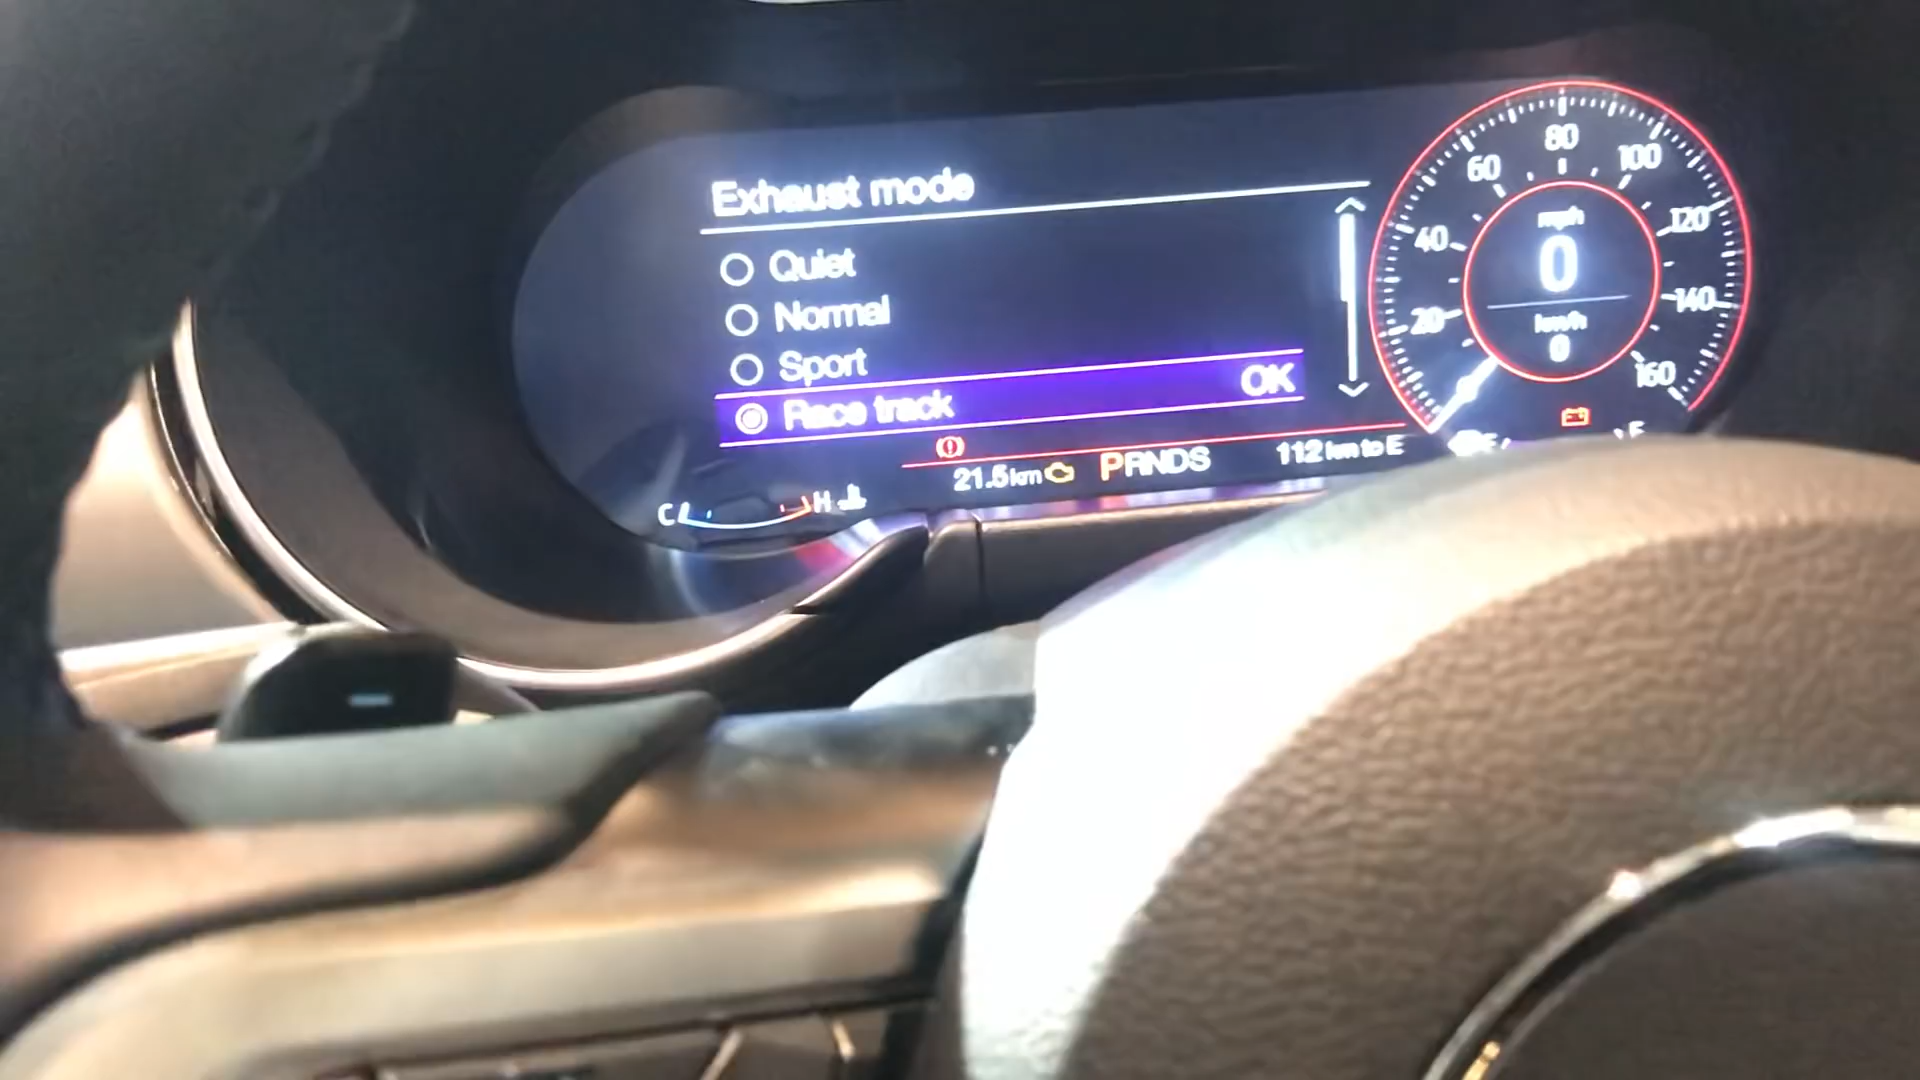 Exhaust mode
Quiet
Normal
Sport
Race track OK
21.5 km PRNDS 112 km to E
C H
20 40 60 80 100 120 140 160
mph
0
km/h
0
E F